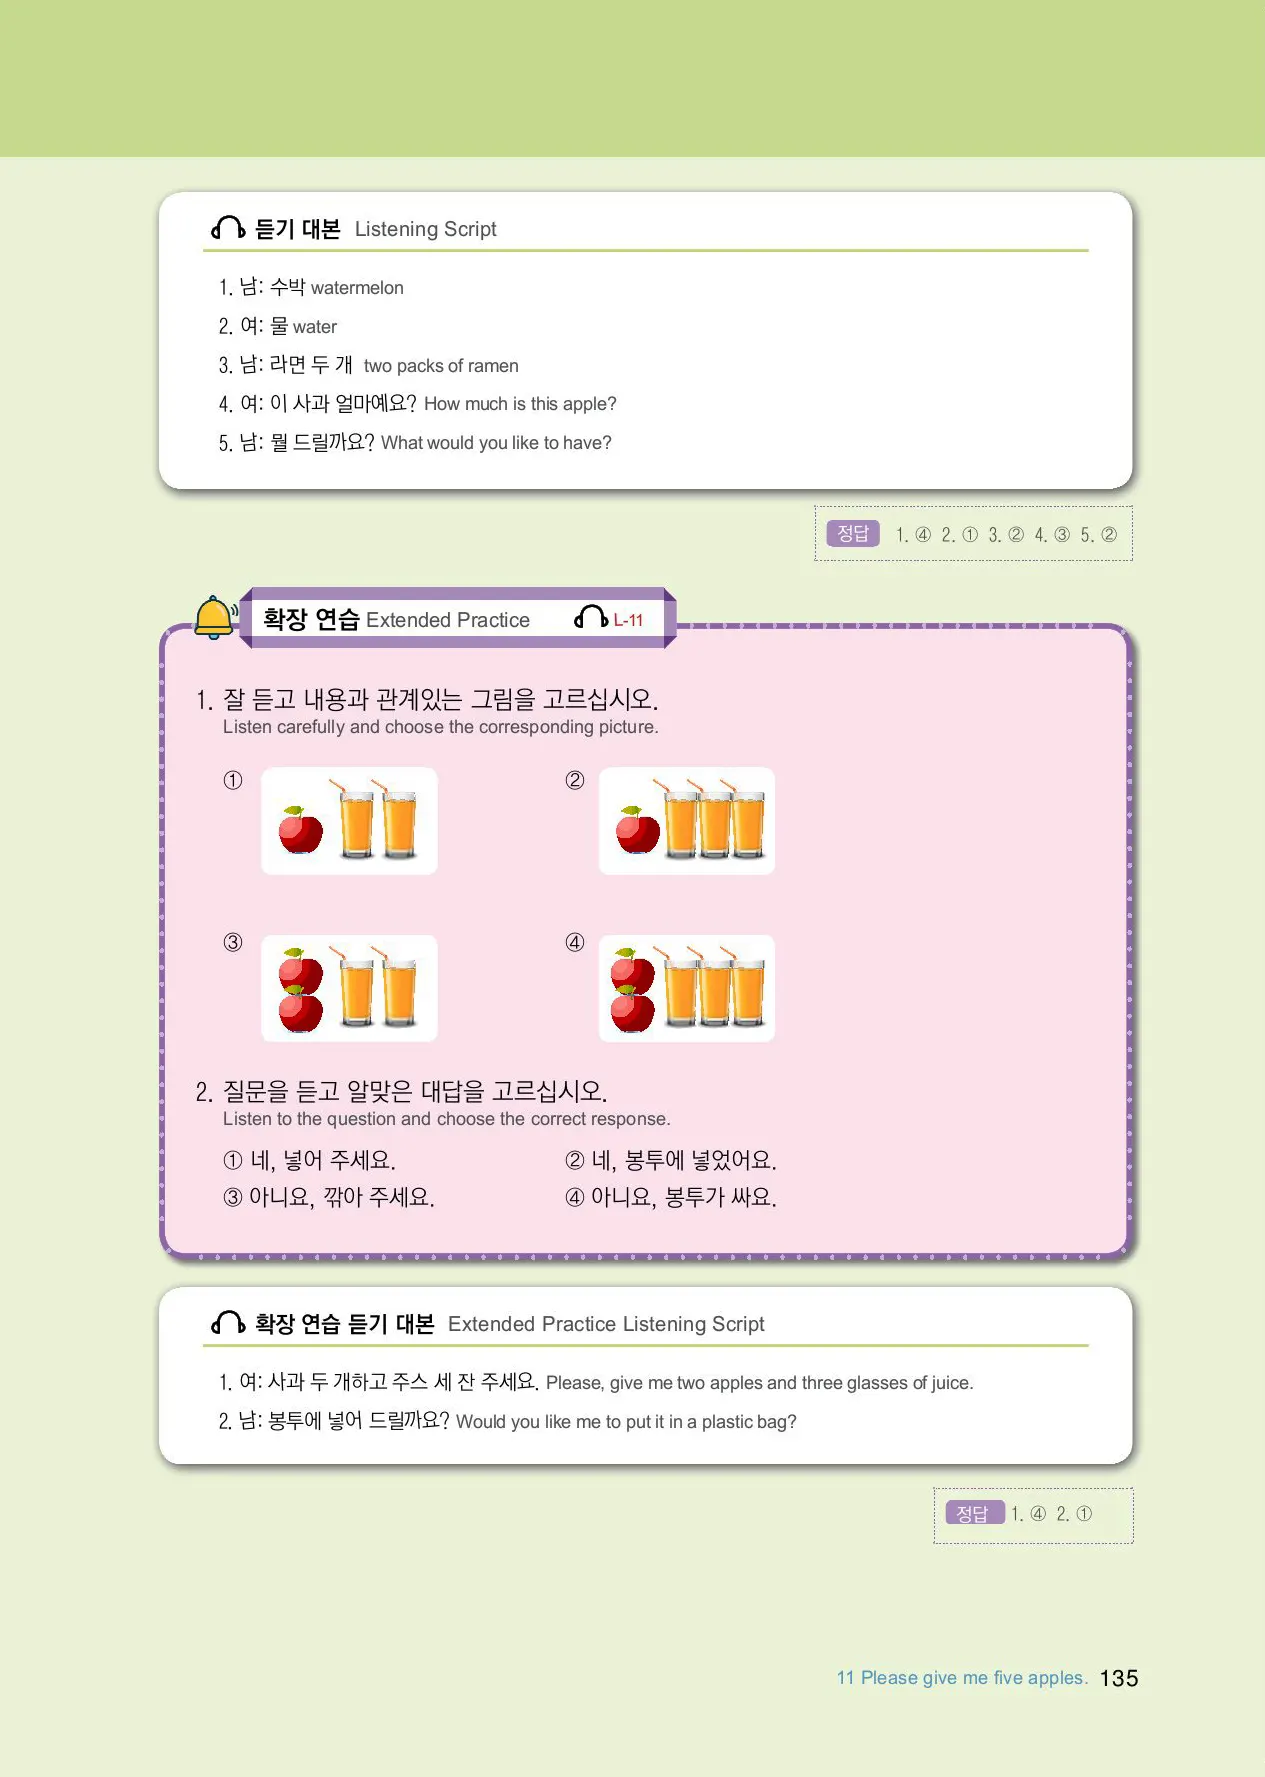 듣기 대본 Listening Script
1. 남: 수박 watermelon
2. 여: 물 water
3. 남: 라면 두 개 two packs of ramen
4. 여: 이 사과 얼마예요? How much is this apple?
5. 남: 뭘 드릴까요? What would you like to have?
정답 1. ④ 2. ① 3. ② 4. ③ 5. ②
확장 연습 Extended Practice L-11
1. 잘 듣고 내용과 관계있는 그림을 고르십시오.
Listen carefully and choose the corresponding picture.
① ②
③ ④
2. 질문을 듣고 알맞은 대답을 고르십시오.
Listen to the question and choose the correct response.
① 네, 넣어 주세요. ② 네, 봉투에 넣었어요.
③ 아니요, 깎아 주세요. ④ 아니요, 봉투가 싸요.
확장 연습 듣기 대본 Extended Practice Listening Script
1. 여: 사과 두 개하고 주스 세 잔 주세요. Please, give me two apples and three glasses of juice.
2. 남: 봉투에 넣어 드릴까요? Would you like me to put it in a plastic bag?
정답 1. ④ 2. ①
11 Please give me five apples. 135